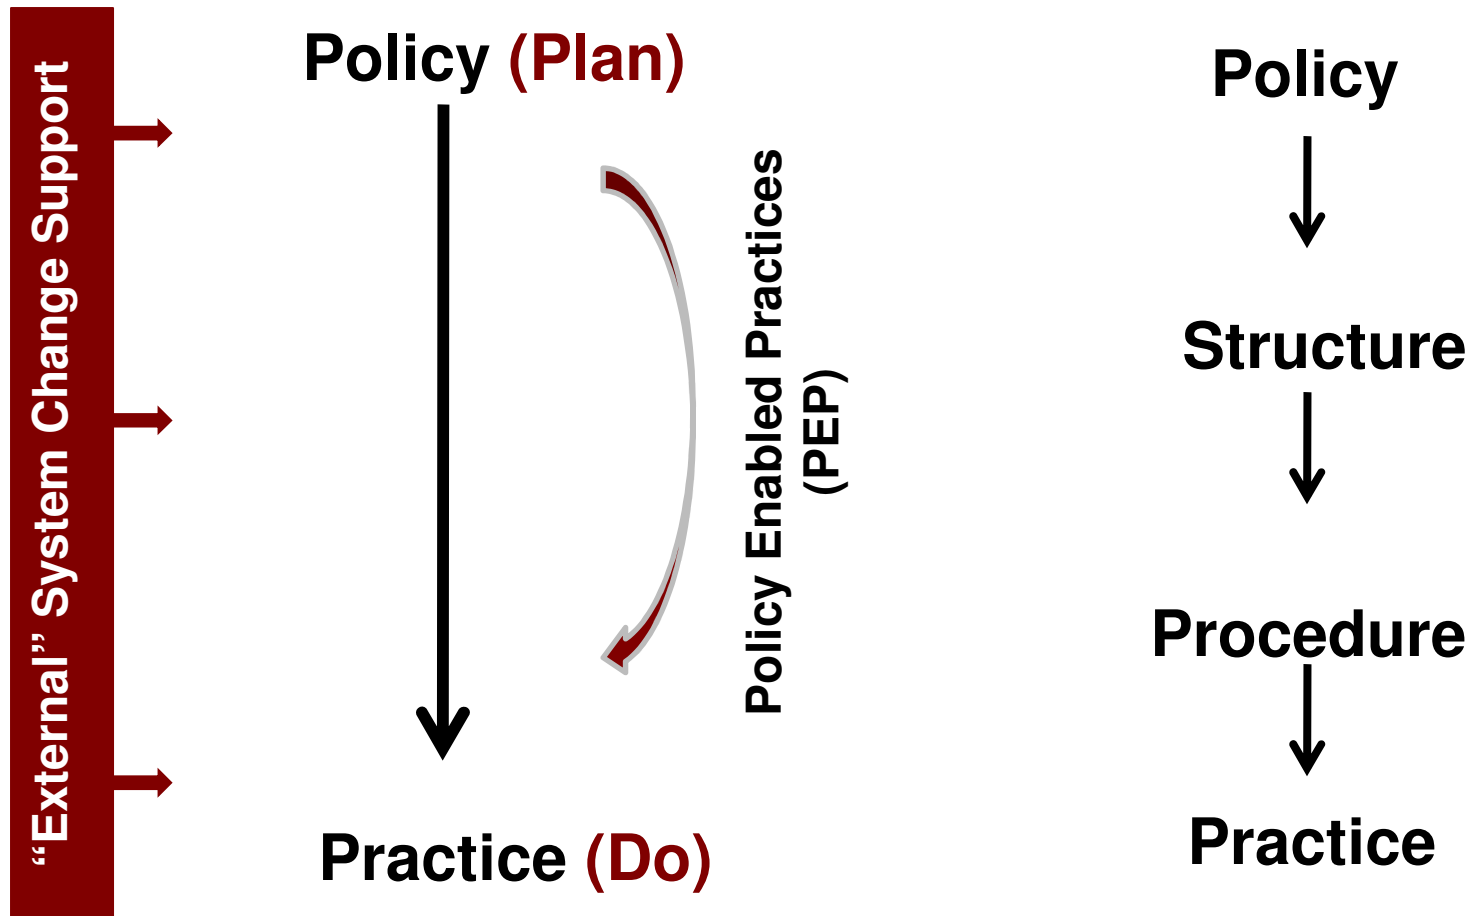 “External” System Change Support
Policy (Plan)
Policy Enabled Practices
(PEP)
Practice (Do)
Policy
Structure
Procedure
Practice